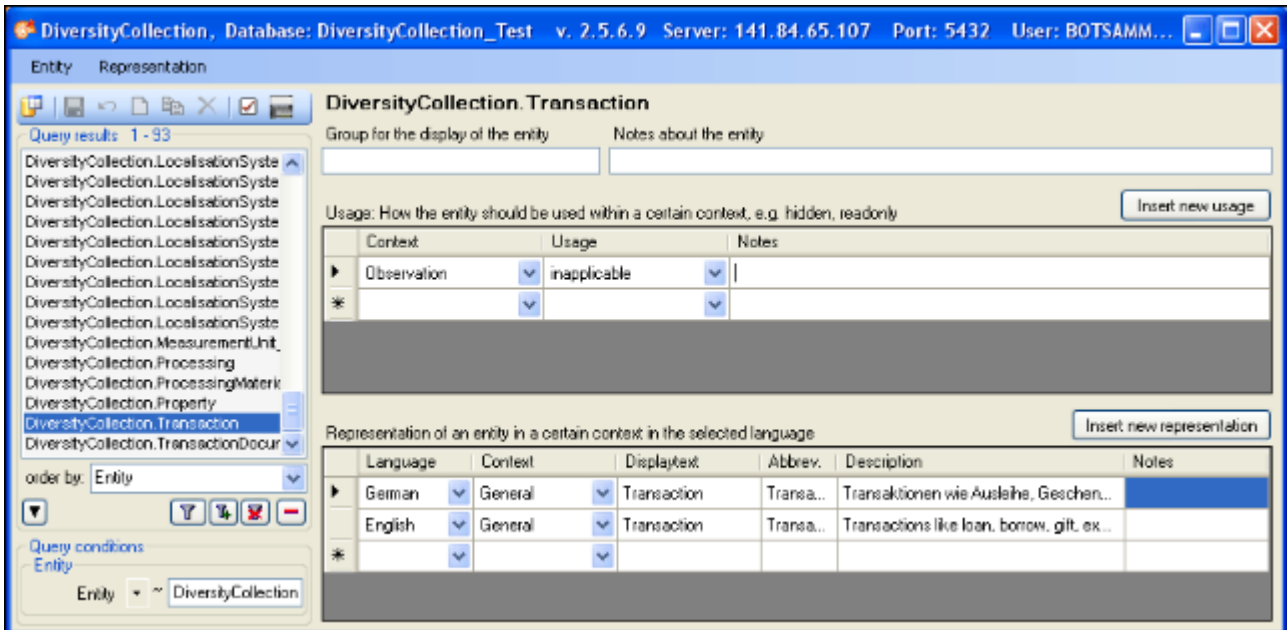 DiversityCollection, Database: DiversityCollection_Test v. 2.5.6.9 Server: 141.84.65.107 Port: 5432 User: BOTSAMM...
Entity Representation
Query results 1 - 93
DiversityCollection.LocalisationSyste
DiversityCollection.LocalisationSyste
DiversityCollection.LocalisationSyste
DiversityCollection.LocalisationSyste
DiversityCollection.LocalisationSyste
DiversityCollection.LocalisationSyste
DiversityCollection.LocalisationSyste
DiversityCollection.LocalisationSyste
DiversityCollection.LocalisationSyste
DiversityCollection.MeasurementUnit_
DiversityCollection.Processing
DiversityCollection.ProcessingMateria
DiversityCollection.Property
DiversityCollection.Transaction
DiversityCollection.TransactionDocur
order by: Entity
Query conditions
Entity
Entity ~ DiversityCollection
DiversityCollection.Transaction
Group for the display of the entity Notes about the entity
Usage: How the entity should be used within a certain context, e.g. hidden, readonly Insert new usage
Context Usage Notes
Observation inapplicable
Representation of an entity in a certain context in the selected language Insert new representation
Language Context Displaytext Abbrev. Description Notes
German General Transaction Transa... Transaktionen wie Ausleihe, Geschen...
English General Transaction Transa... Transactions like loan, borrow, gift, ex...